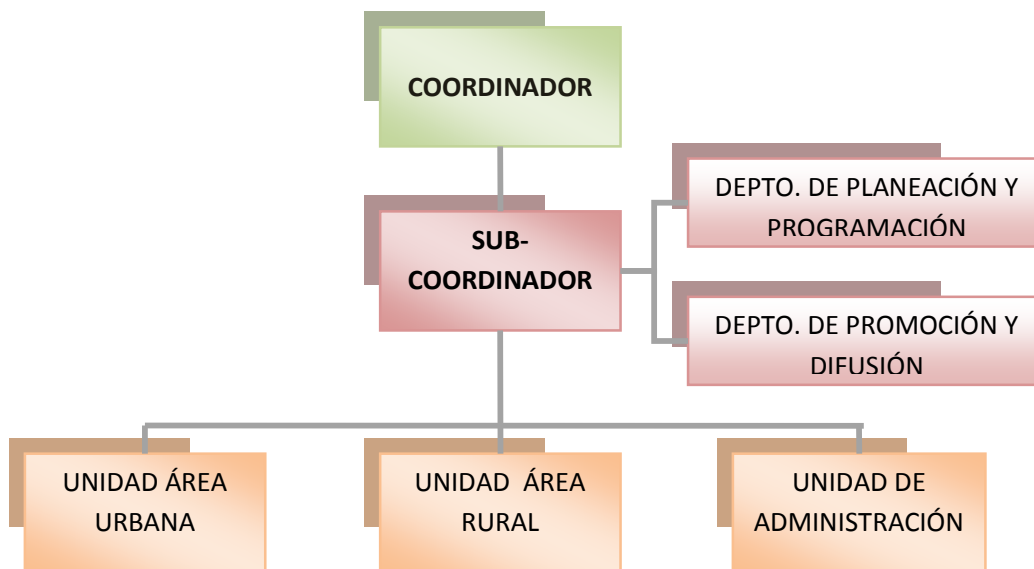 COORDINADOR
SUB-
COORDINADOR
DEPTO. DE PLANEACIÓN Y
PROGRAMACIÓN
DEPTO. DE PROMOCIÓN Y
DIFUSIÓN
UNIDAD ÁREA
URBANA
UNIDAD ÁREA
RURAL
UNIDAD DE
ADMINISTRACIÓN